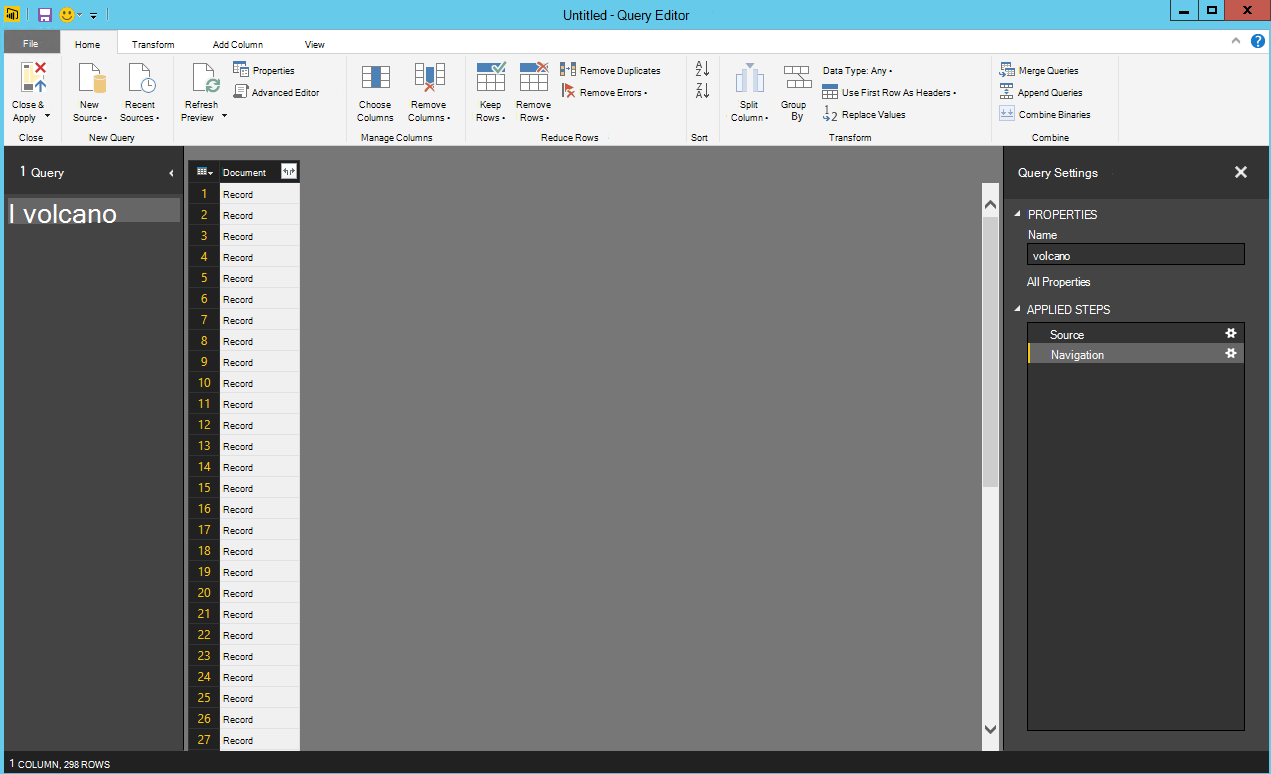 Untitled - Query Editor
File Home Transform Add Column View
Close & Apply
New Source
Recent Sources
Refresh Preview
Properties
Advanced Editor
Choose Columns
Remove Columns
Keep Rows
Remove Rows
Remove Duplicates
Remove Errors
A
Z
Z
A
Split Column
Group By
Data Type: Any
Use First Row As Headers
1
2
Replace Values
Merge Queries
Append Queries
Combine Binaries
Close New Query Manage Columns Reduce Rows Sort Transform Combine
1 Query
volcano
Document
1 Record
2 Record
3 Record
4 Record
5 Record
6 Record
7 Record
8 Record
9 Record
10 Record
11 Record
12 Record
13 Record
14 Record
15 Record
16 Record
17 Record
18 Record
19 Record
20 Record
21 Record
22 Record
23 Record
24 Record
25 Record
26 Record
27 Record
Query Settings
PROPERTIES
Name
volcano
All Properties
APPLIED STEPS
Source
Navigation
1 COLUMN, 298 ROWS